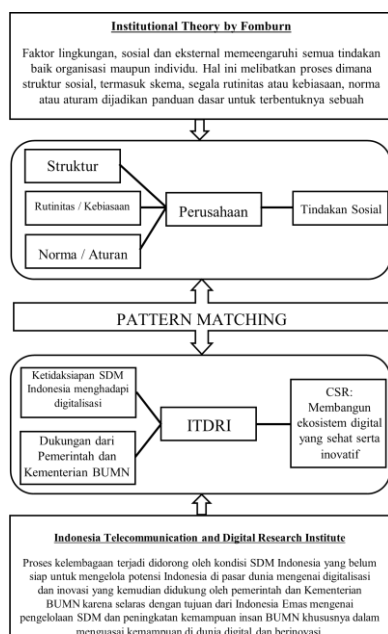 Institutional Theory by Fomburn
Faktor lingkungan, sosial dan eksternal memeengaruhi semua tindakan
baik organisasi maupun individu. Hal ini melibatkan proses dimana
struktur sosial, termasuk skema, segala rutinitas atau kebiasaan, norma
atau aturam dijadikan panduan dasar untuk terbentuknya sebuah
Struktur
Rutinitas / Kebiasaan
Norma / Aturan
Perusahaan
Tindakan Sosial
PATTERN MATCHING
Ketidaksiapan SDM
Indonesia menghadapi
digitalisasi
Dukungan dari
Pemerintah dan
Kementerian BUMN
ITDRI
CSR:
Membangun
ekosistem digital
yang sehat serta
inovatif
Indonesia Telecommunication and Digital Research Institute
Proses kelembagaan terjadi didorong oleh kondisi SDM Indonesia yang belum
siap untuk mengelola potensi Indonesia di pasar dunia mengenai digitalisasi
dan inovasi yang kemudian didukung oleh pemerintah dan Kementerian
BUMN karena selaras dengan tujuan dari Indonesia Emas mengenai
pengelolaan SDM dan peningkatan kemampuan insan BUMN khususnya dalam
menguasai kemampuan di dunia digital dan berinovasi